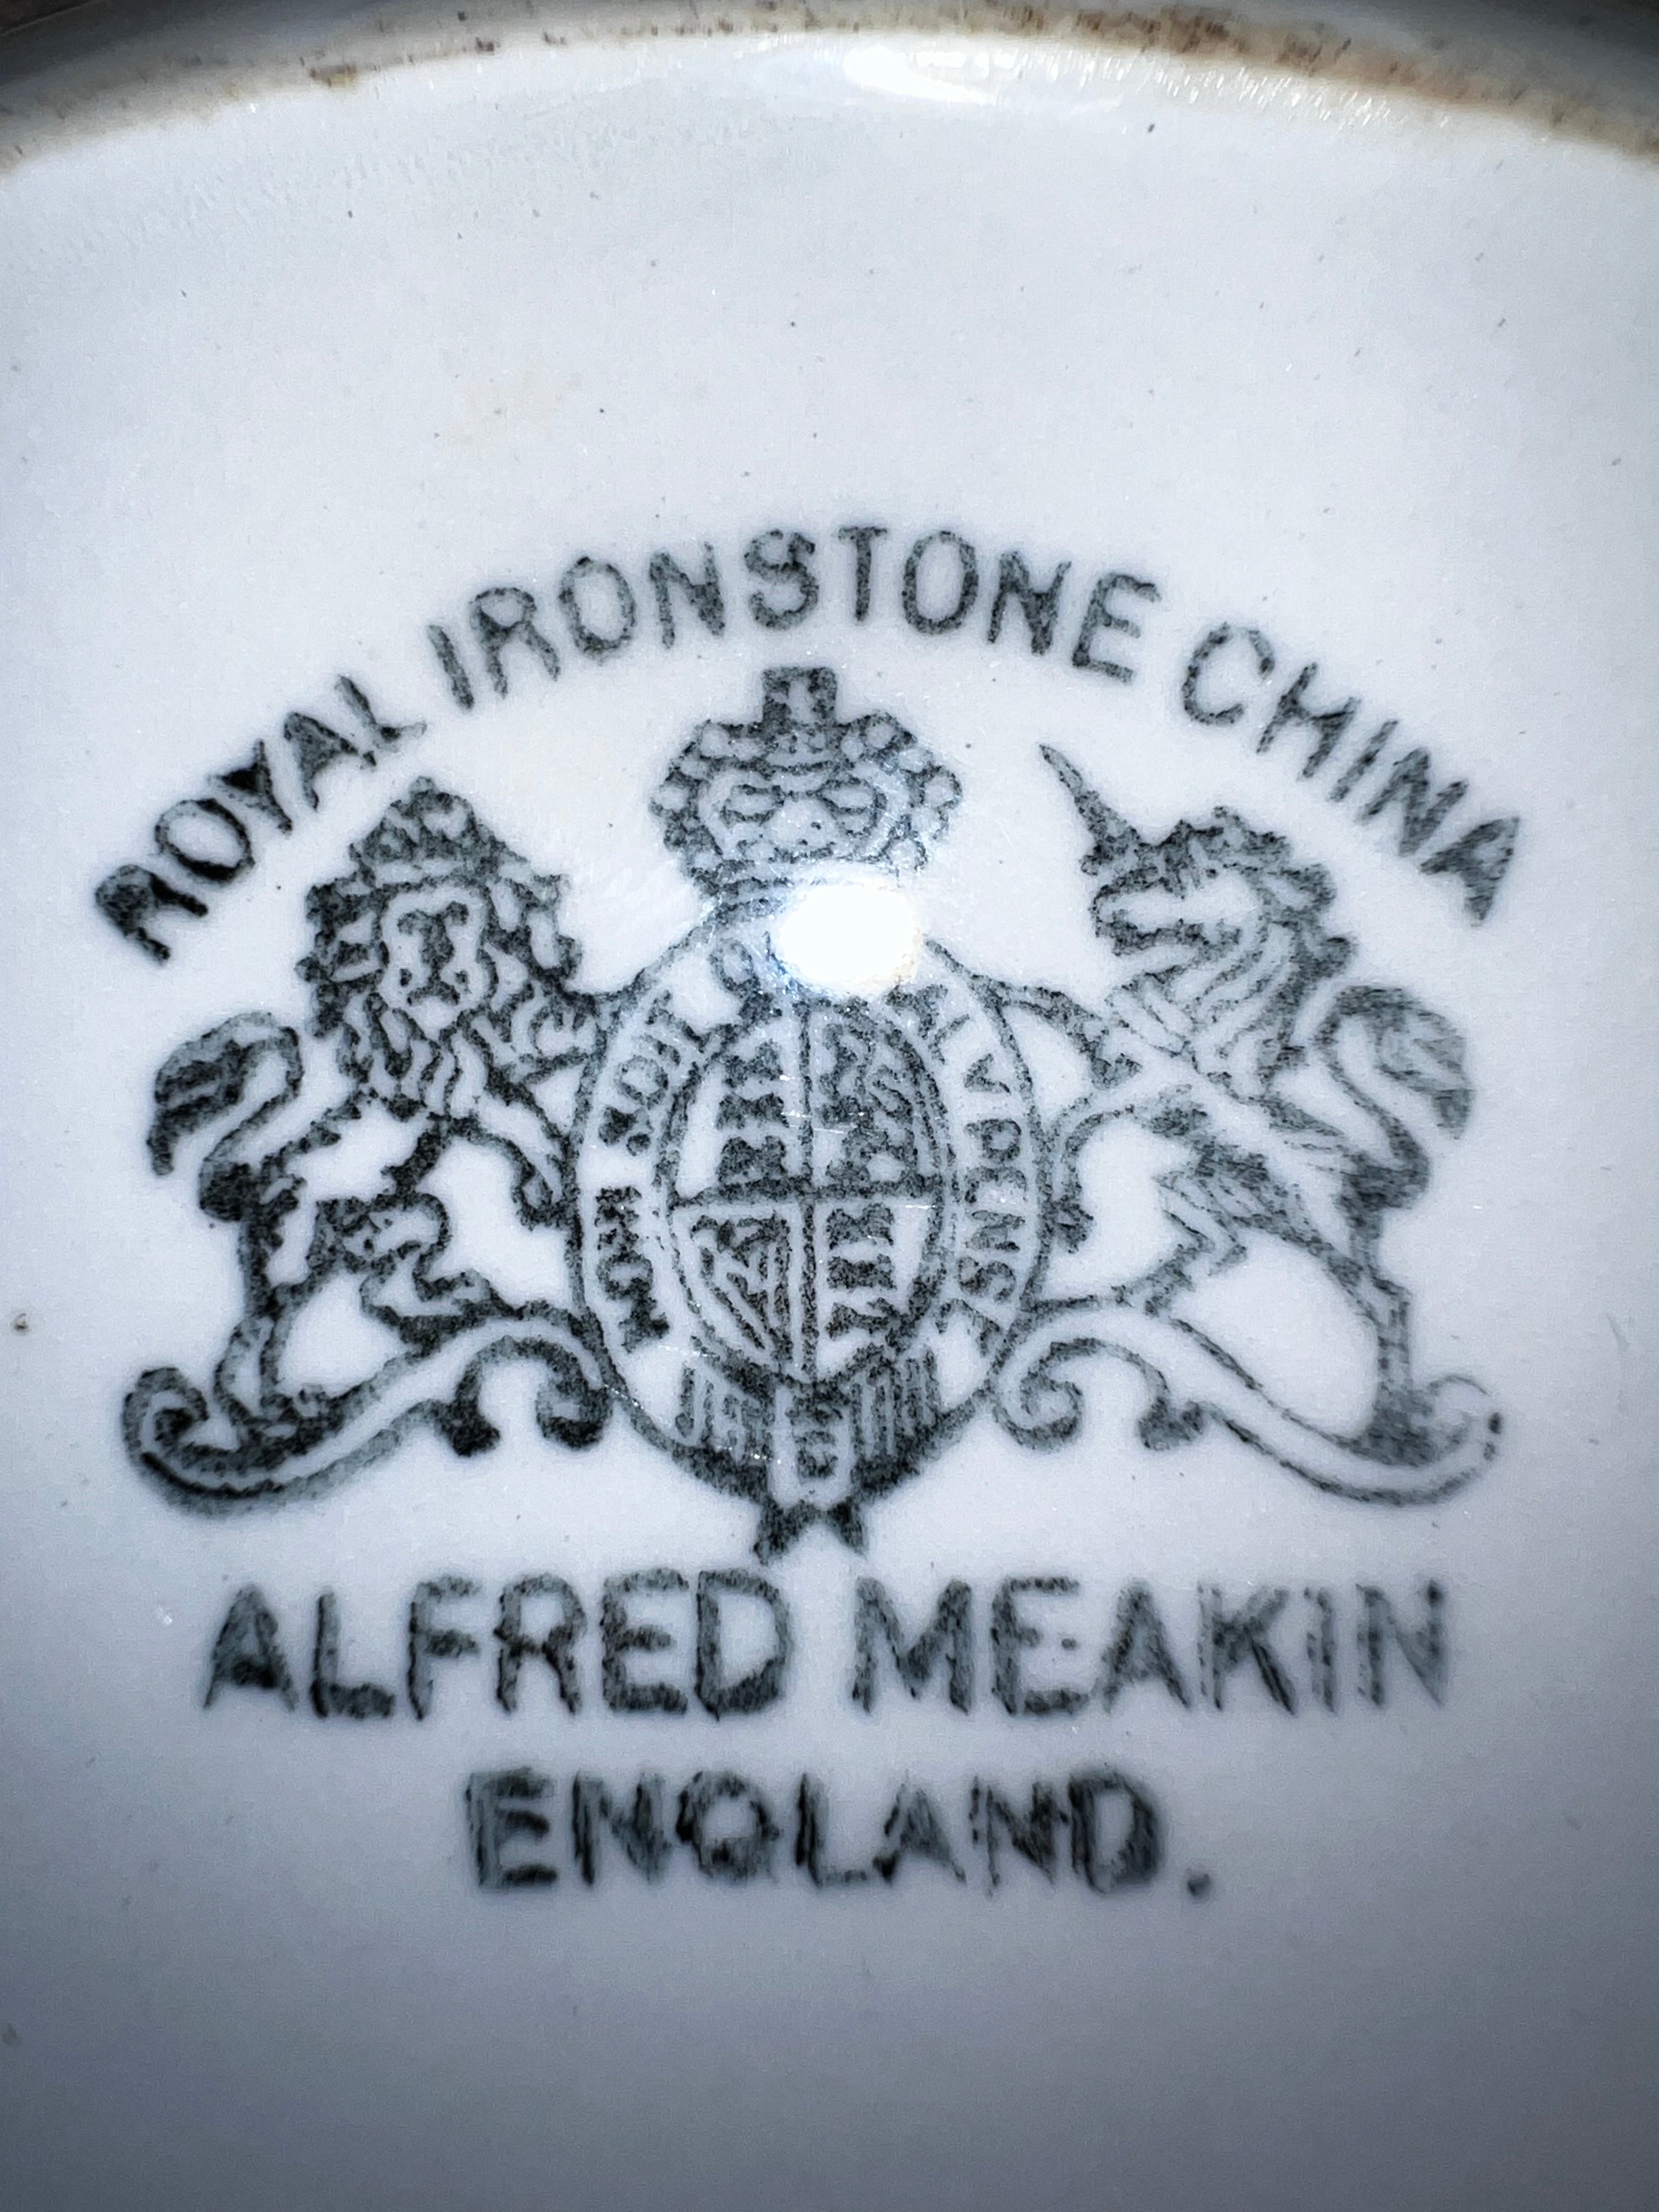 ROYAL IRONSTONE CHINA
ALFRED MEAKIN
ENGLAND.